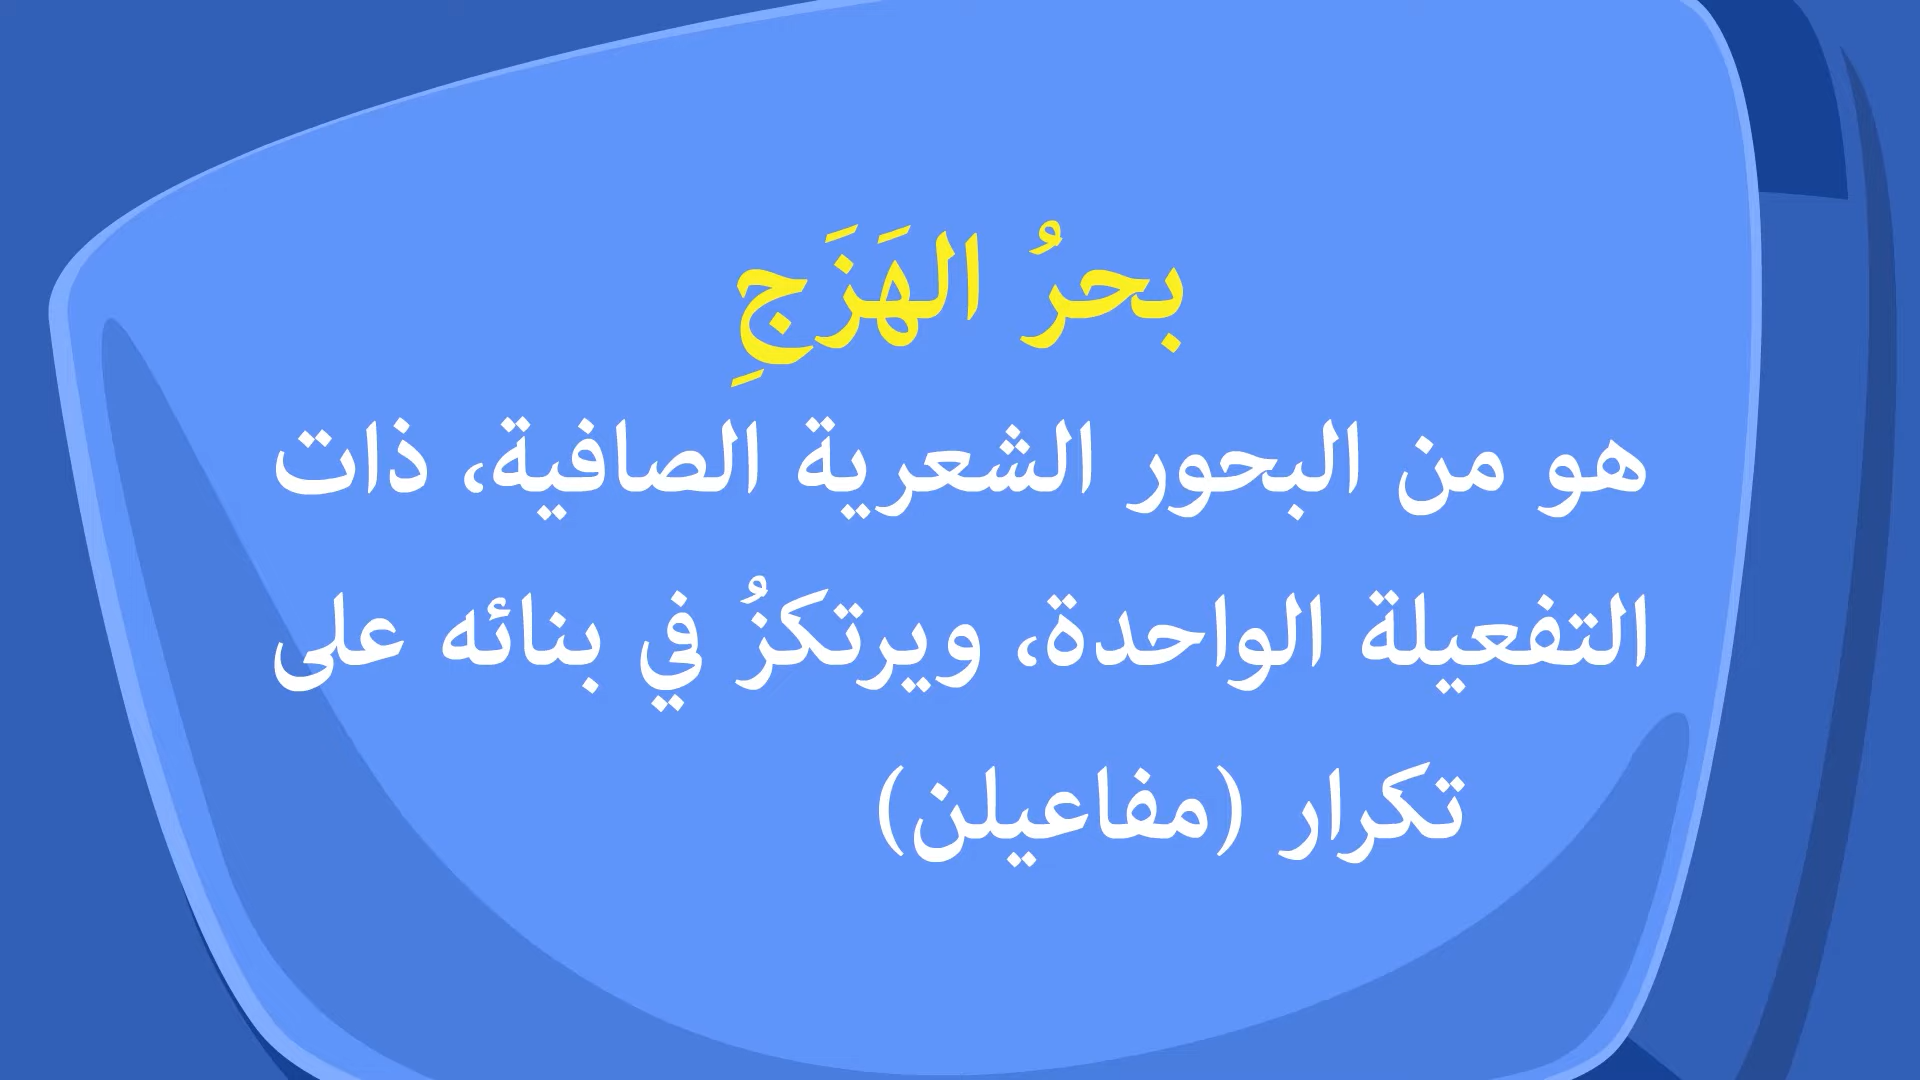 بحرُ الهَزَجِ
هو من البحور الشعرية الصافية، ذات
التفعيلة الواحدة، ويرتكزُ في بنائه على
تكرار (مفاعيلن)